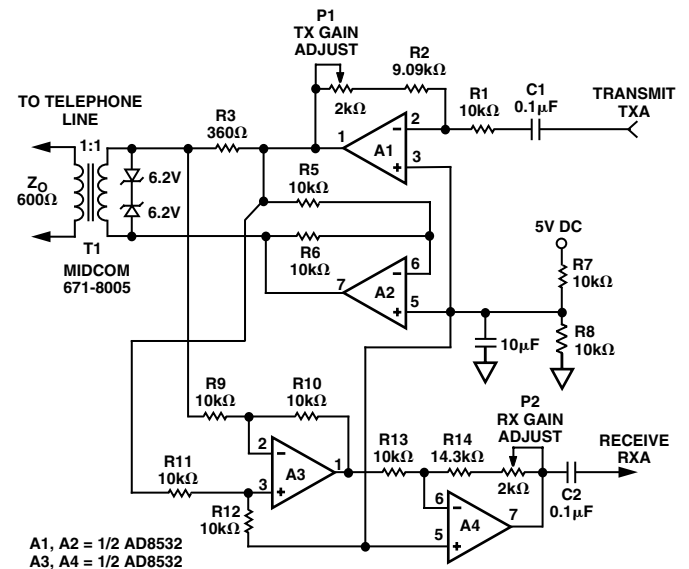 P1
TX GAIN
ADJUST
2kΩ
R2
9.09kΩ
R1
10kΩ
C1
0.1μF
TRANSMIT
TXA
TO TELEPHONE
LINE
1:1
ZO
600Ω
T1
MIDCOM
671-8005
6.2V
6.2V
R3
360Ω
1
A1
2
3
R5
10kΩ
R6
10kΩ
7
A2
6
5
5V DC
R7
10kΩ
R8
10kΩ
10μF
R9
10kΩ
R10
10kΩ
R11
10kΩ
R12
10kΩ
2
3
A3
1
R13
10kΩ
R14
14.3kΩ
P2
RX GAIN
ADJUST
2kΩ
6
5
A4
7
C2
0.1μF
RECEIVE
RXA
A1, A2 = 1/2 AD8532
A3, A4 = 1/2 AD8532